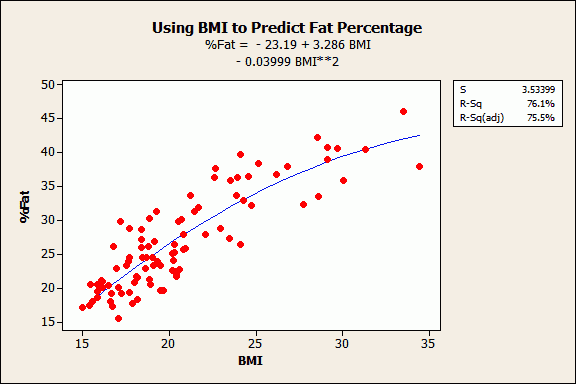 Using BMI to Predict Fat Percentage
%Fat = - 23.19 + 3.286 BMI
- 0.03999 BMI**2
S 3.53399
R-Sq 76.1%
R-Sq(adj) 75.5%
%Fat
50
45
40
35
30
25
20
15
15 20 25 30 35
BMI